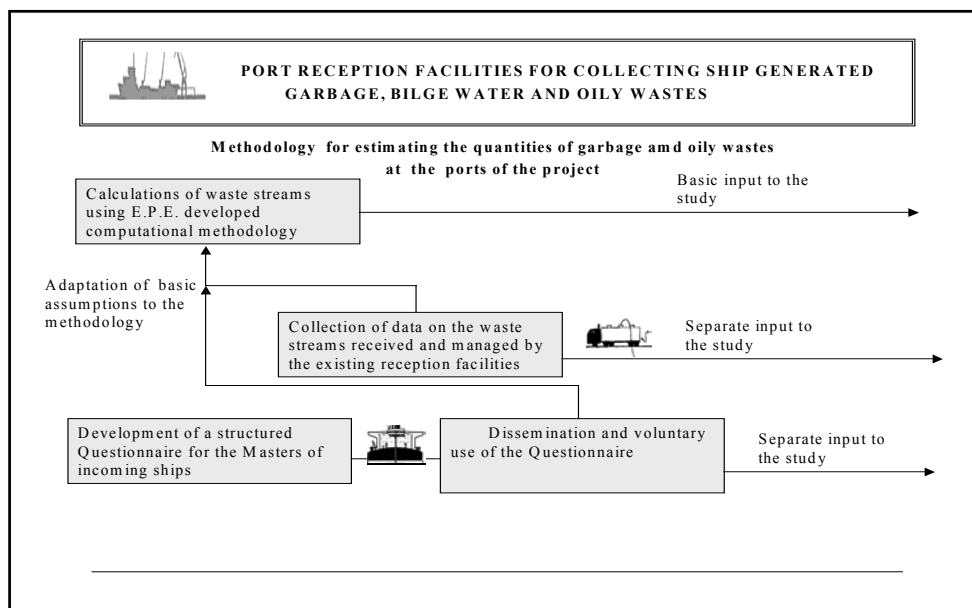 PORT RECEPTION FACILITIES FOR COLLECTING SHIP GENERATED
GARBAGE, BILGE WATER AND OILY WASTES
Methodology for estimating the quantities of garbage amd oily wastes
at the ports of the project
Calculations of waste streams
using E.P.E. developed
computational methodology
Basic input to the
study
Adaptation of basic
assumptions to the
methodology
Collection of data on the waste
streams received and managed by
the existing reception facilities
Separate input to
the study
Development of a structured
Questionnaire for the Masters of
incoming ships
Dissemination and voluntary
use of the Questionnaire
Separate input to
the study